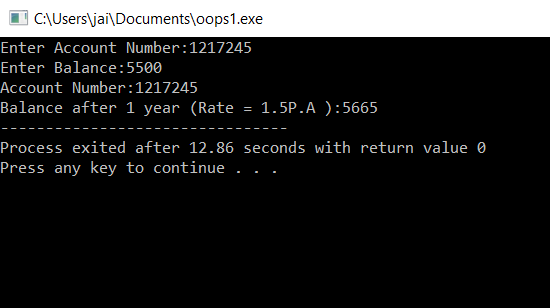 C:\Users\jai\Documents\oops1.exe
Enter Account Number:1217245
Enter Balance:5500
Account Number:1217245
Balance after 1 year (Rate = 1.5P.A ):5665
--------------------------------
Process exited after 12.86 seconds with return value 0
Press any key to continue . . .